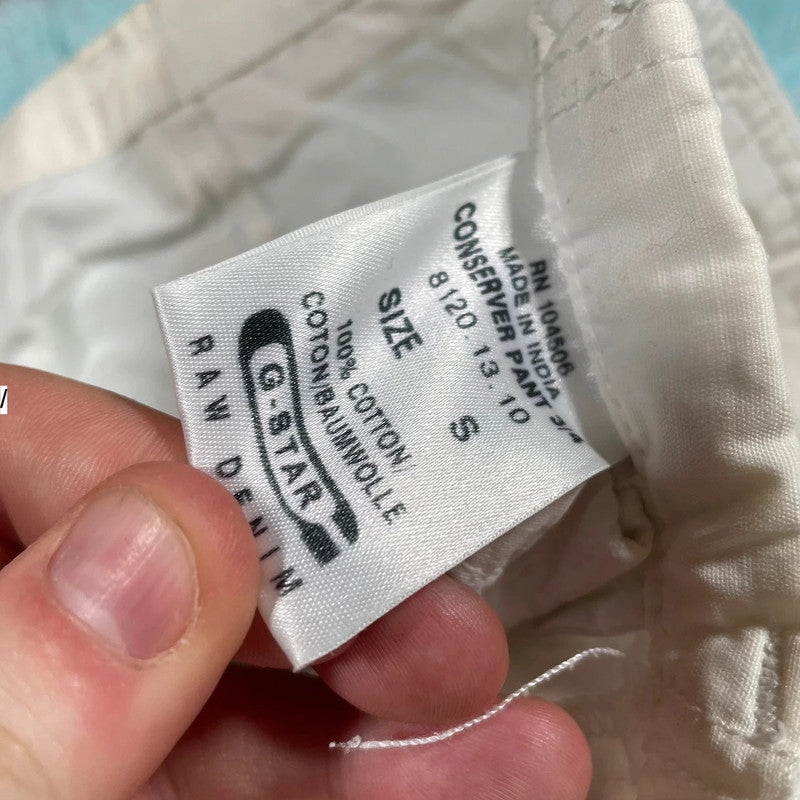 RN 104506
MADE IN INDIA
CONSERVER PANT 3/4
8120.13.10
SIZE S
100% COTTON/
COTON/BAUMWOLLE
G-STAR
RAW DENIM
/